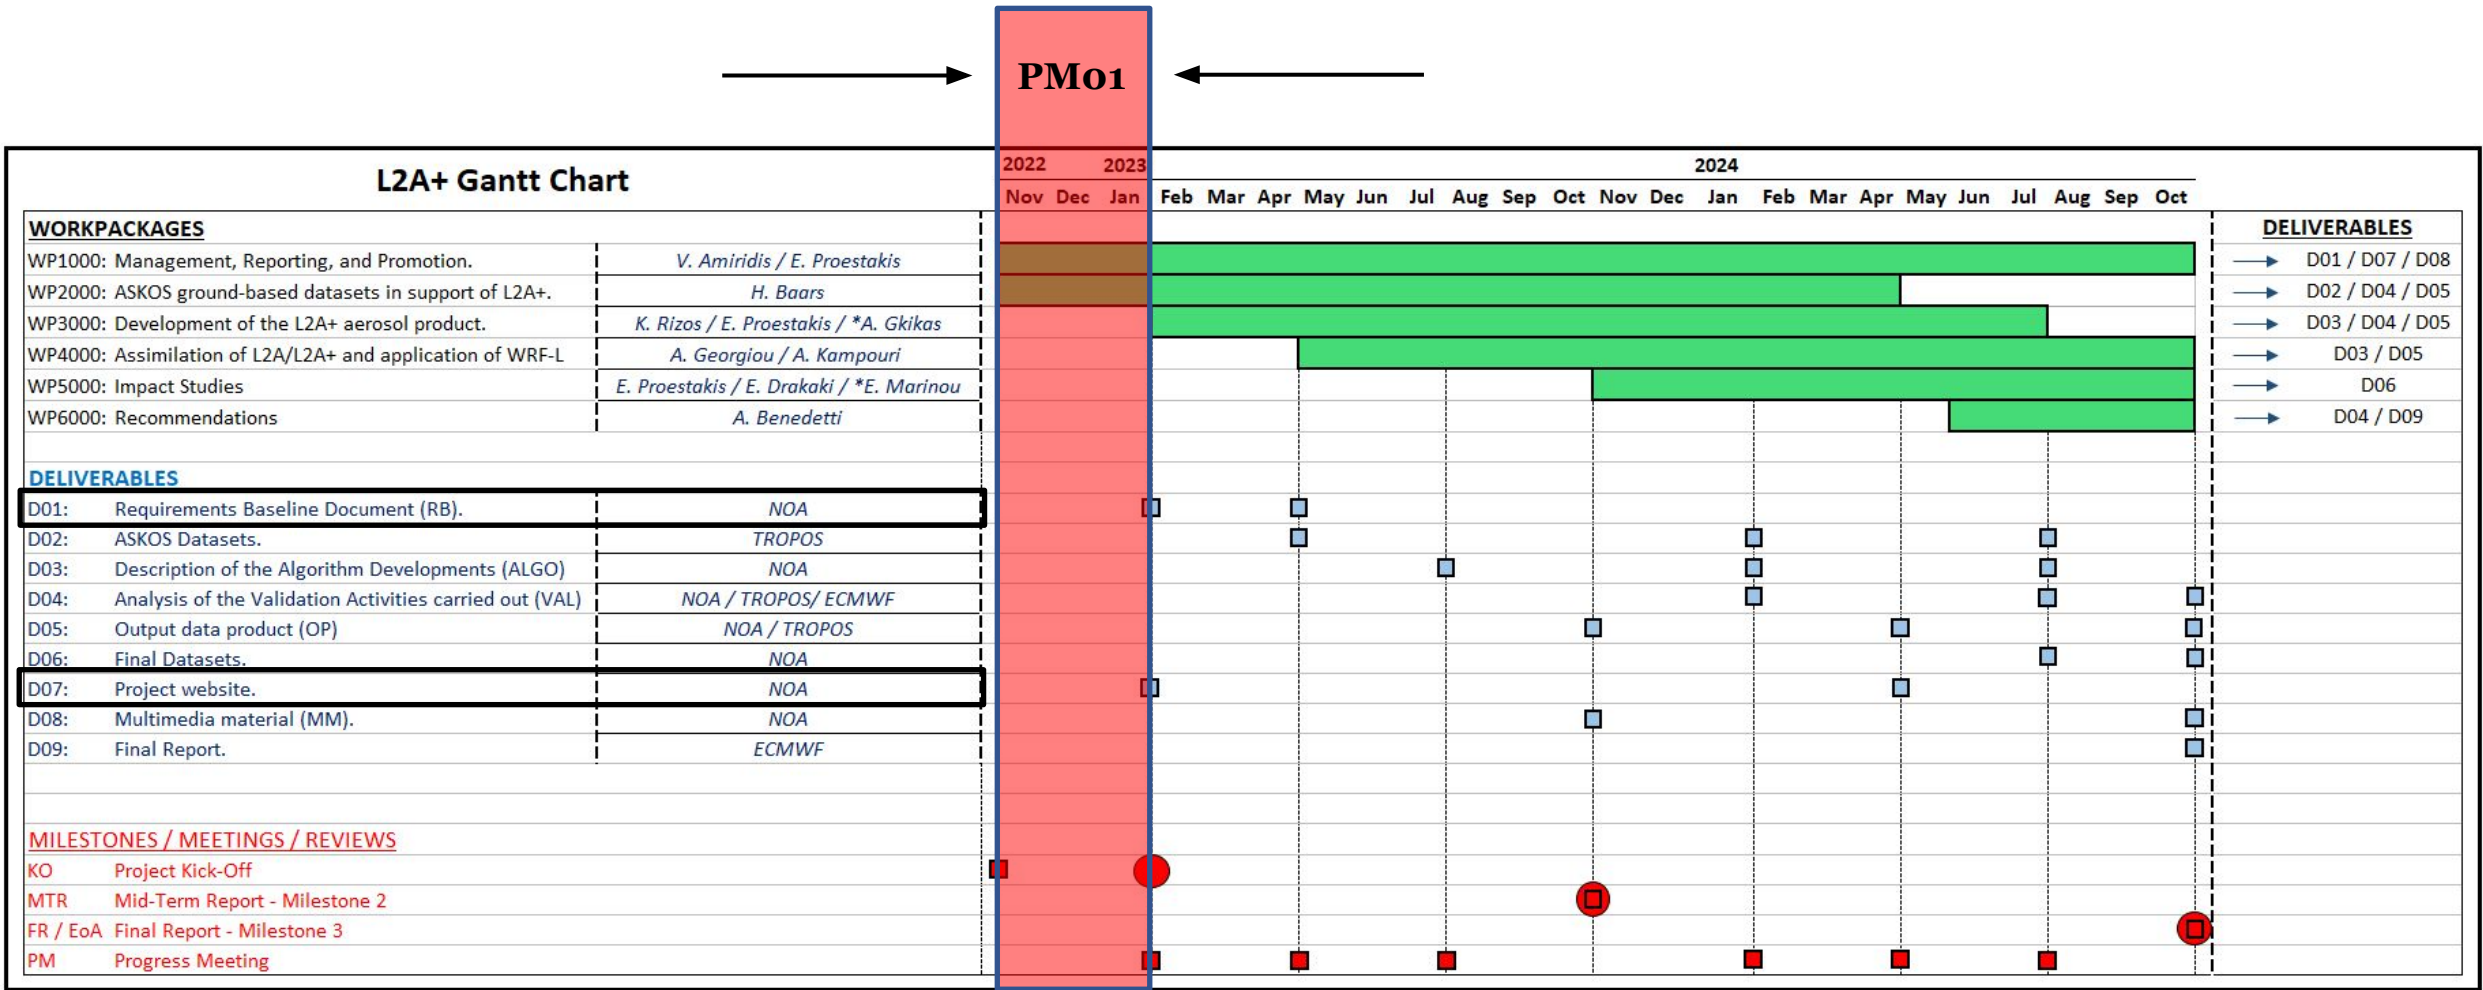 PM01
L2A+ Gantt Chart
2022 2023 2024
Nov Dec Jan Feb Mar Apr May Jun Jul Aug Sep Oct Nov Dec Jan Feb Mar Apr May Jun Jul Aug Sep Oct
WORKPACKAGES DELIVERABLES
WP1000: Management, Reporting, and Promotion. V. Amiridis / E. Proestakis D01 / D07 / D08
WP2000: ASKOS ground-based datasets in support of L2A+. H. Baars D02 / D04 / D05
WP3000: Development of the L2A+ aerosol product. K. Rizos / E. Proestakis / *A. Gkikas D03 / D04 / D05
WP4000: Assimilation of L2A/L2A+ and application of WRF-L A. Georgiou / A. Kampouri D03 / D05
WP5000: Impact Studies E. Proestakis / E. Drakaki / *E. Marinou D06
WP6000: Recommendations A. Benedetti D04 / D09
DELIVERABLES
D01: Requirements Baseline Document (RB). NOA
D02: ASKOS Datasets. TROPOS
D03: Description of the Algorithm Developments (ALGO) NOA
D04: Analysis of the Validation Activities carried out (VAL) NOA / TROPOS/ ECMWF
D05: Output data product (OP) NOA / TROPOS
D06: Final Datasets. NOA
D07: Project website. NOA
D08: Multimedia material (MM). NOA
D09: Final Report. ECMWF
MILESTONES / MEETINGS / REVIEWS
KO Project Kick-Off
MTR Mid-Term Report - Milestone 2
FR / EoA Final Report - Milestone 3
PM Progress Meeting